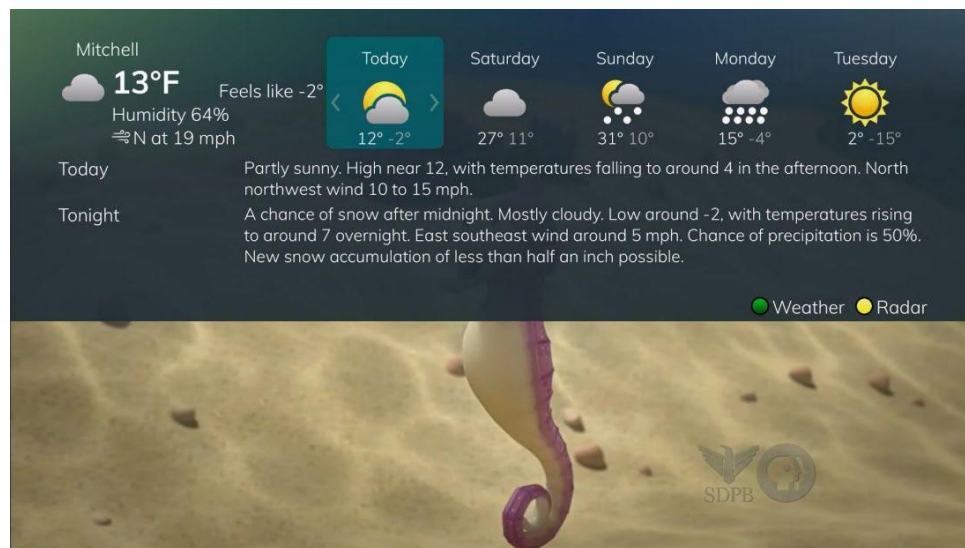 Mitchell
13°F
Feels like -2°
Humidity 64%
N at 19 mph
Today
12° -2°
Saturday
27° 11°
Sunday
31° 10°
Monday
15° -4°
Tuesday
2° -15°
Today
Partly sunny. High near 12, with temperatures falling to around 4 in the afternoon. North
northwest wind 10 to 15 mph.
Tonight
A chance of snow after midnight. Mostly cloudy. Low around -2, with temperatures rising
to around 7 overnight. East southeast wind around 5 mph. Chance of precipitation is 50%.
New snow accumulation of less than half an inch possible.
Weather
Radar
SDPB